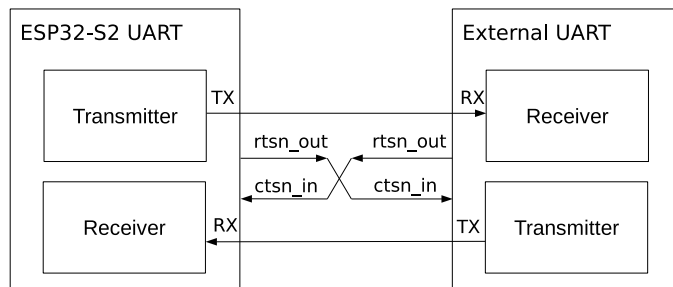 ESP32-S2 UART
External UART
Transmitter
TX
RX
Receiver
rtsn_out
rtsn_out
ctsn_in
ctsn_in
Receiver
RX
TX
Transmitter